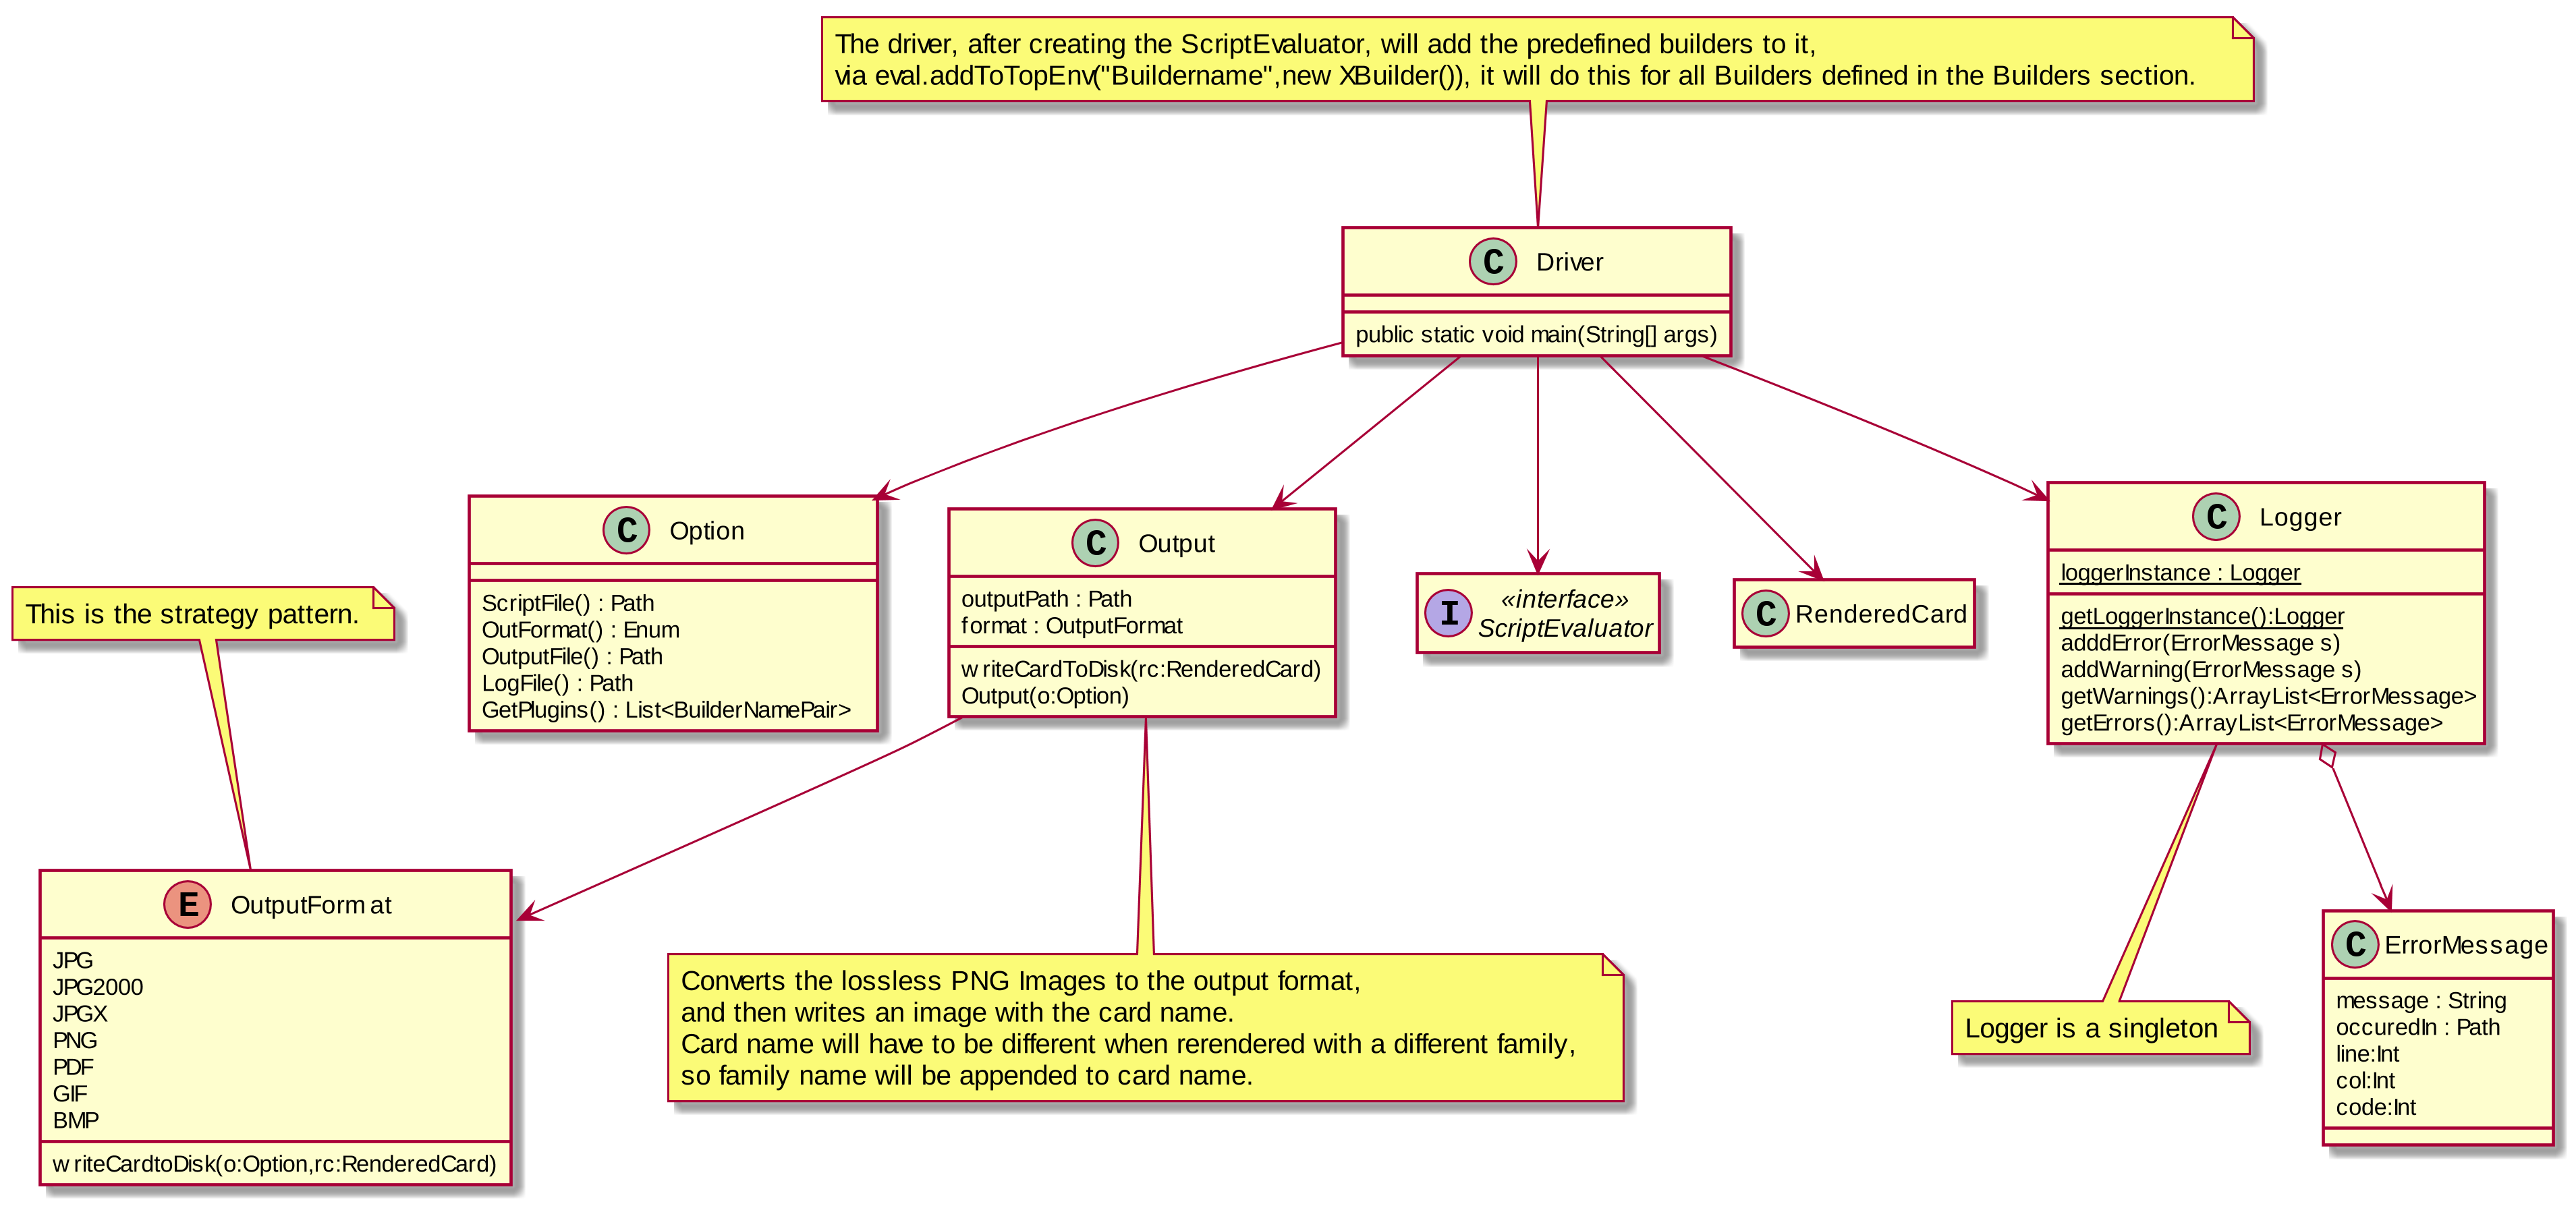 The driver, after creating the ScriptEvaluator, will add the predefined builders to it,
via eval.addToTopEnv("Buildername",new XBuilder()), it will do this for all Builders defined in the Builders section.
C Driver
public static void main(String[] args)
C Option
ScriptFile() : Path
OutFormat() : Enum
OutputFile() : Path
LogFile() : Path
GetPlugins() : List<BuilderNamePair>
C Output
outputPath : Path
format : OutputFormat
writeCardToDisk(rc:RenderedCard)
Output(o:Option)
I «interface»
ScriptEvaluator
C RenderedCard
C Logger
loggerInstance : Logger
getLoggerInstance():Logger
adddError(ErrorMessage s)
addWarning(ErrorMessage s)
getWarnings():ArrayList<ErrorMessage>
getErrors():ArrayList<ErrorMessage>
This is the strategy pattern.
E OutputFormat
JPG
JPG2000
JPGX
PNG
PDF
GIF
BMP
writeCardtoDisk(o:Option,rc:RenderedCard)
Converts the lossless PNG Images to the output format,
and then writes an image with the card name.
Card name will have to be different when rerendered with a different family,
so family name will be appended to card name.
Logger is a singleton
C ErrorMessage
message : String
occuredIn : Path
line:Int
col:Int
code:Int